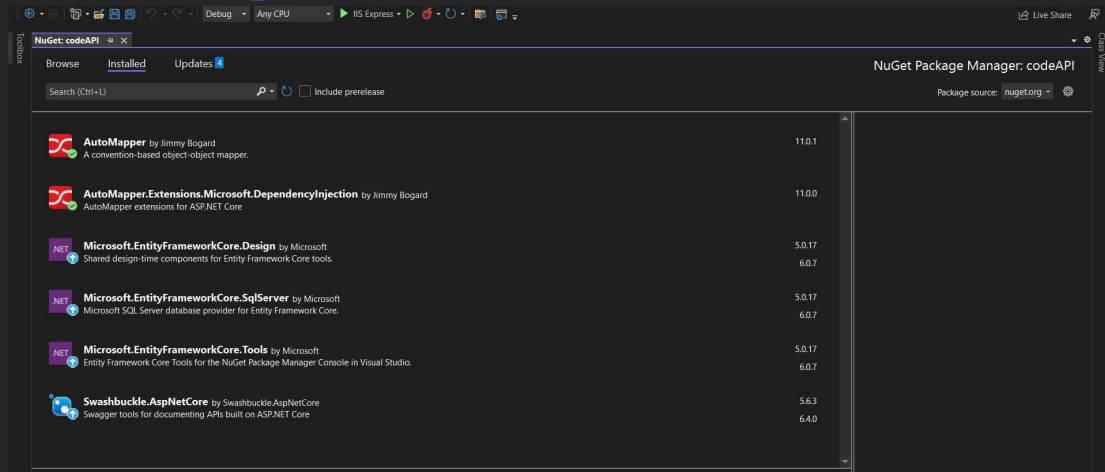 Debug
Any CPU
IIS Express
Live Share
Toolbox
NuGet: codeAPI
Class View
Browse Installed Updates 4
NuGet Package Manager: codeAPI
Search (Ctrl+L)
Include prerelease
Package source: nuget.org
AutoMapper by Jimmy Bogard
11.0.1
A convention-based object-object mapper.
AutoMapper.Extensions.Microsoft.DependencyInjection by Jimmy Bogard
11.0.0
AutoMapper extensions for ASP.NET Core
.NET
Microsoft.EntityFrameworkCore.Design by Microsoft
5.0.17
Shared design-time components for Entity Framework Core tools.
6.0.7
.NET
Microsoft.EntityFrameworkCore.SqlServer by Microsoft
5.0.17
Microsoft SQL Server database provider for Entity Framework Core.
6.0.7
.NET
Microsoft.EntityFrameworkCore.Tools by Microsoft
5.0.17
Entity Framework Core Tools for the NuGet Package Manager Console in Visual Studio.
6.0.7
Swashbuckle.AspNetCore by Swashbuckle.AspNetCore
5.6.3
Swagger tools for documenting APIs built on ASP.NET Core
6.4.0